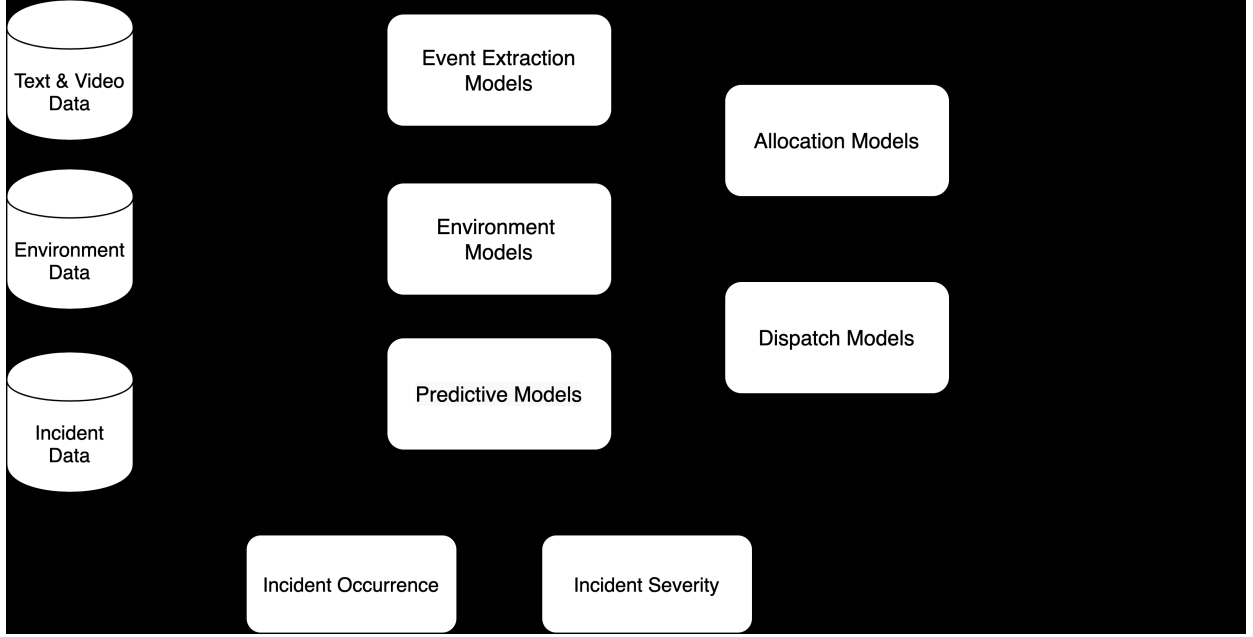 Text & Video
Data
Event Extraction
Models
Allocation Models
Environment
Data
Environment
Models
Dispatch Models
Predictive Models
Incident
Data
Incident Occurrence
Incident Severity